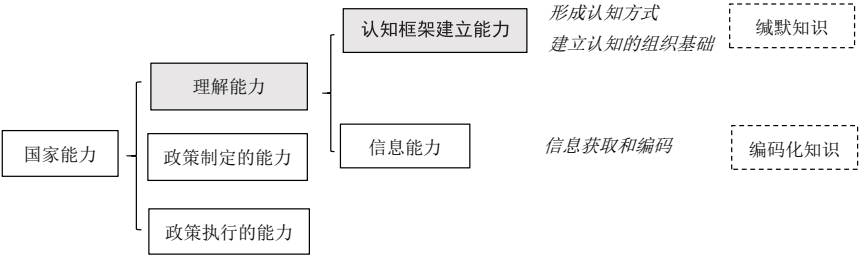 认知框架建立能力
形成认知方式
建立认知的组织基础
缄默知识
理解能力
国家能力
政策制定的能力
信息能力
信息获取和编码
编码化知识
政策执行的能力